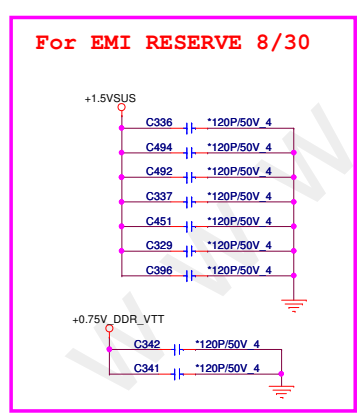 For EMI RESERVE 8/30
+1.5VSUS
C336 *120P/50V_4
C494 *120P/50V_4
C492 *120P/50V_4
C337 *120P/50V_4
C451 *120P/50V_4
C329 *120P/50V_4
C396 *120P/50V_4
+0.75V_DDR_VTT
C342 *120P/50V_4
C341 *120P/50V_4
W W W